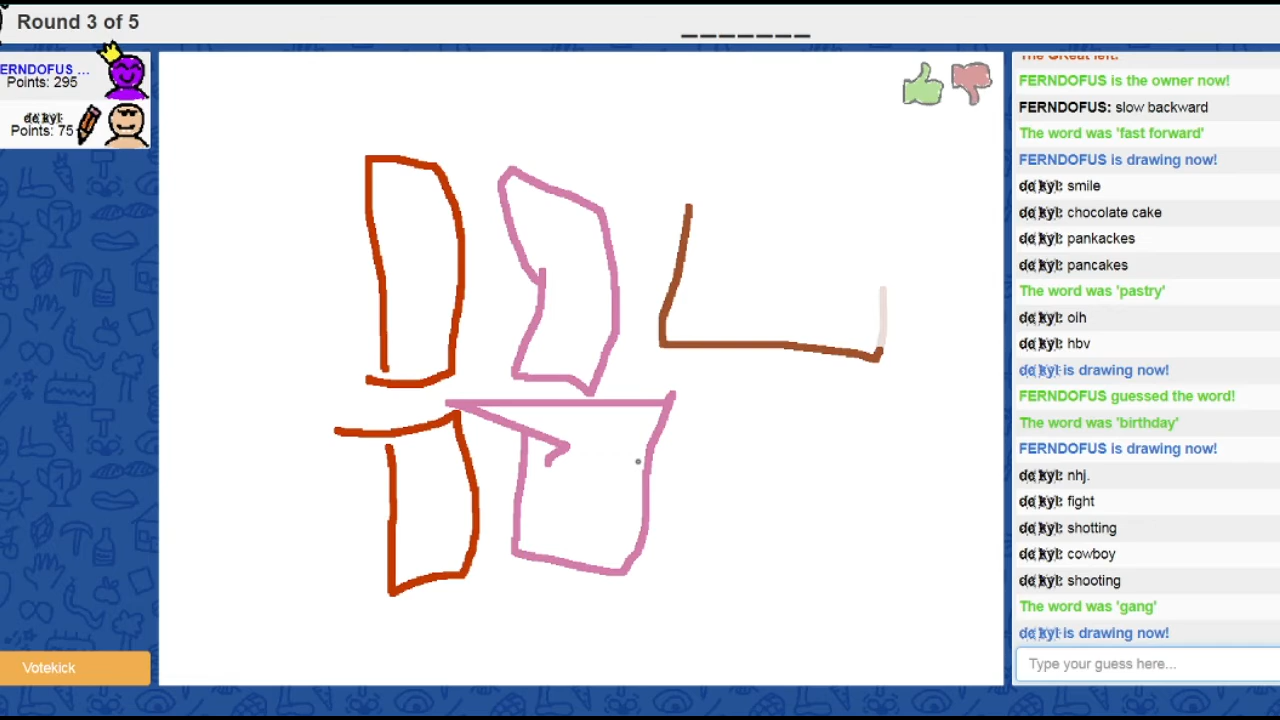 Round 3 of 5
_ _ _ _ _ _ _
ERNDOFUS ...
Points: 295
Points: 75
Votekick
FERNDOFUS is the owner now!
FERNDOFUS: slow backward
The word was 'fast forward'
FERNDOFUS is drawing now!
smile
chocolate cake
pankackes
pancakes
The word was 'pastry'
olh
hbv
is drawing now!
FERNDOFUS guessed the word!
The word was 'birthday'
FERNDOFUS is drawing now!
nhj.
fight
shotting
cowboy
shooting
The word was 'gang'
is drawing now!
Type your guess here...